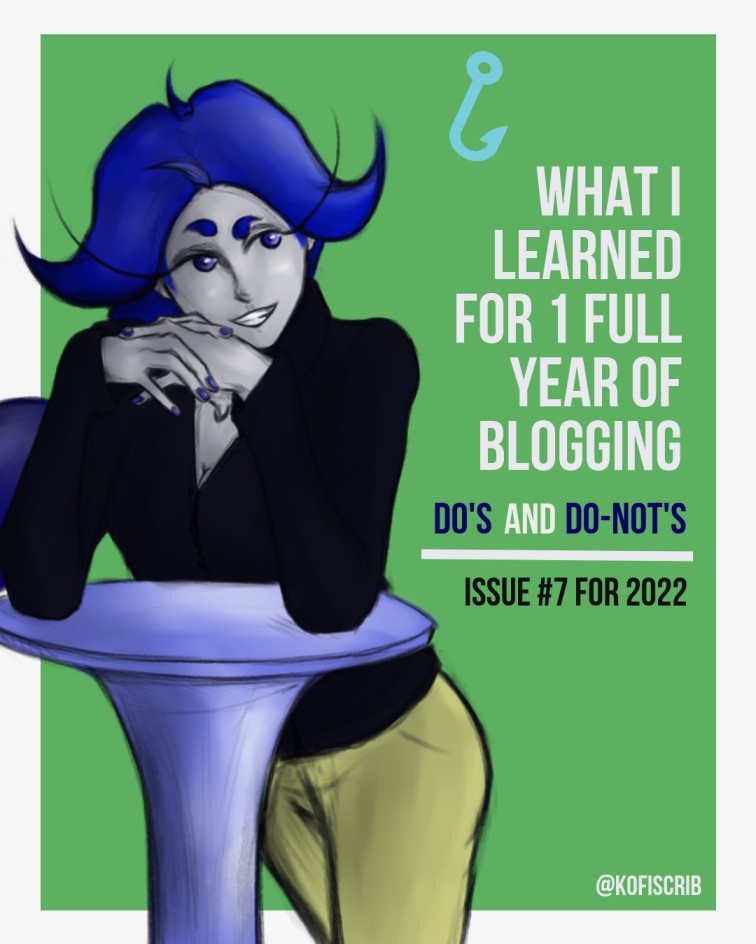 WHAT I
LEARNED
FOR 1 FULL
YEAR OF
BLOGGING
DO'S AND DO-NOT'S
ISSUE #7 FOR 2022
@KOFISCRIB